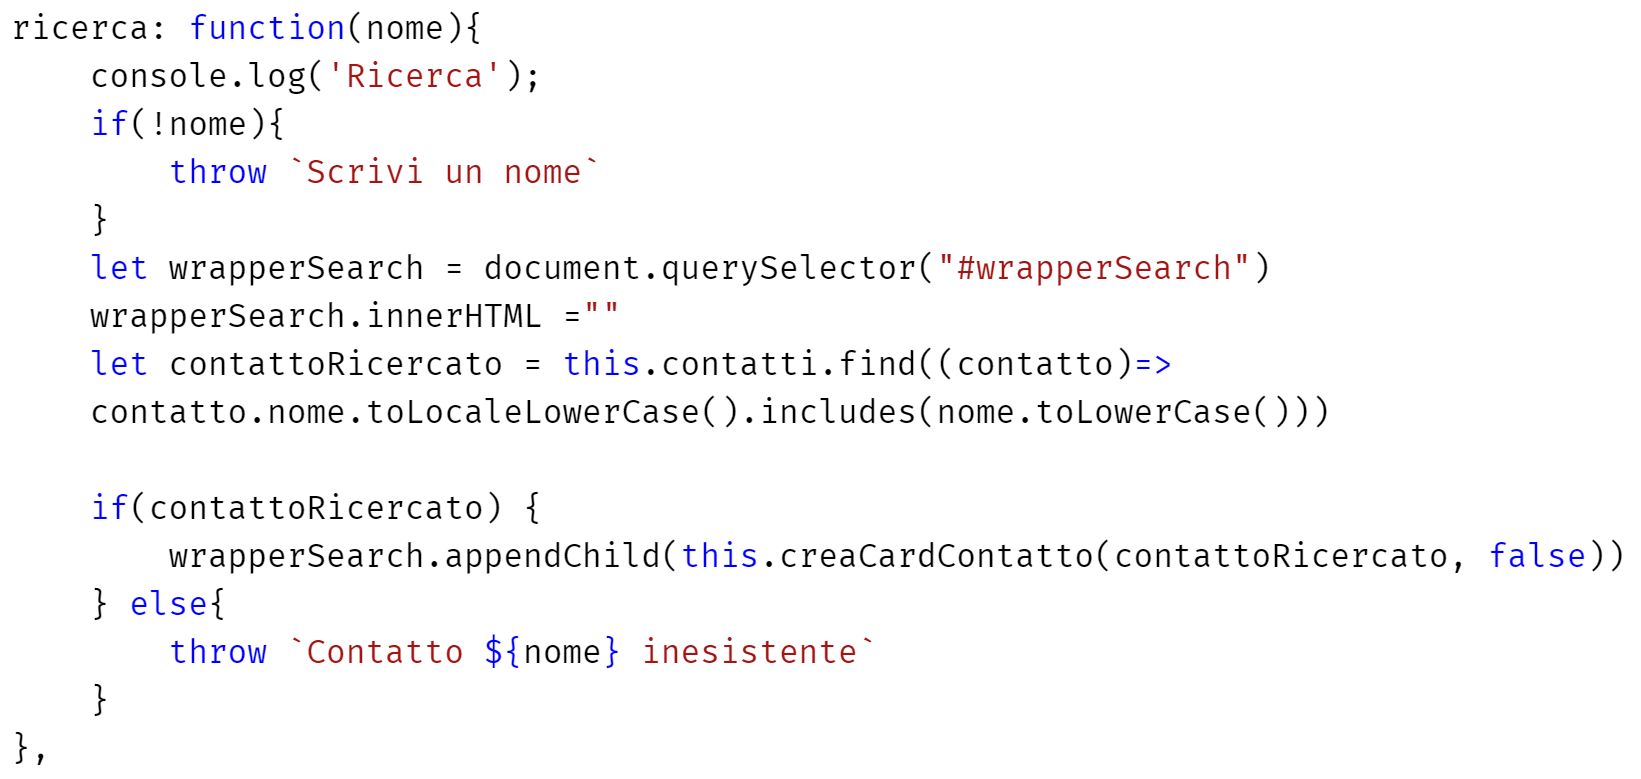 ricerca: function(nome){
    console.log('Ricerca');
    if(!nome){
        throw `Scrivi un nome`
    }
    let wrapperSearch = document.querySelector("#wrapperSearch")
    wrapperSearch.innerHTML =""
    let contattoRicercato = this.contatti.find((contatto)=>
    contatto.nome.toLocaleLowerCase().includes(nome.toLowerCase()))

    if(contattoRicercato) {
        wrapperSearch.appendChild(this.creaCardContatto(contattoRicercato, false))
    } else{
        throw `Contatto ${nome} inesistente`
    }
},